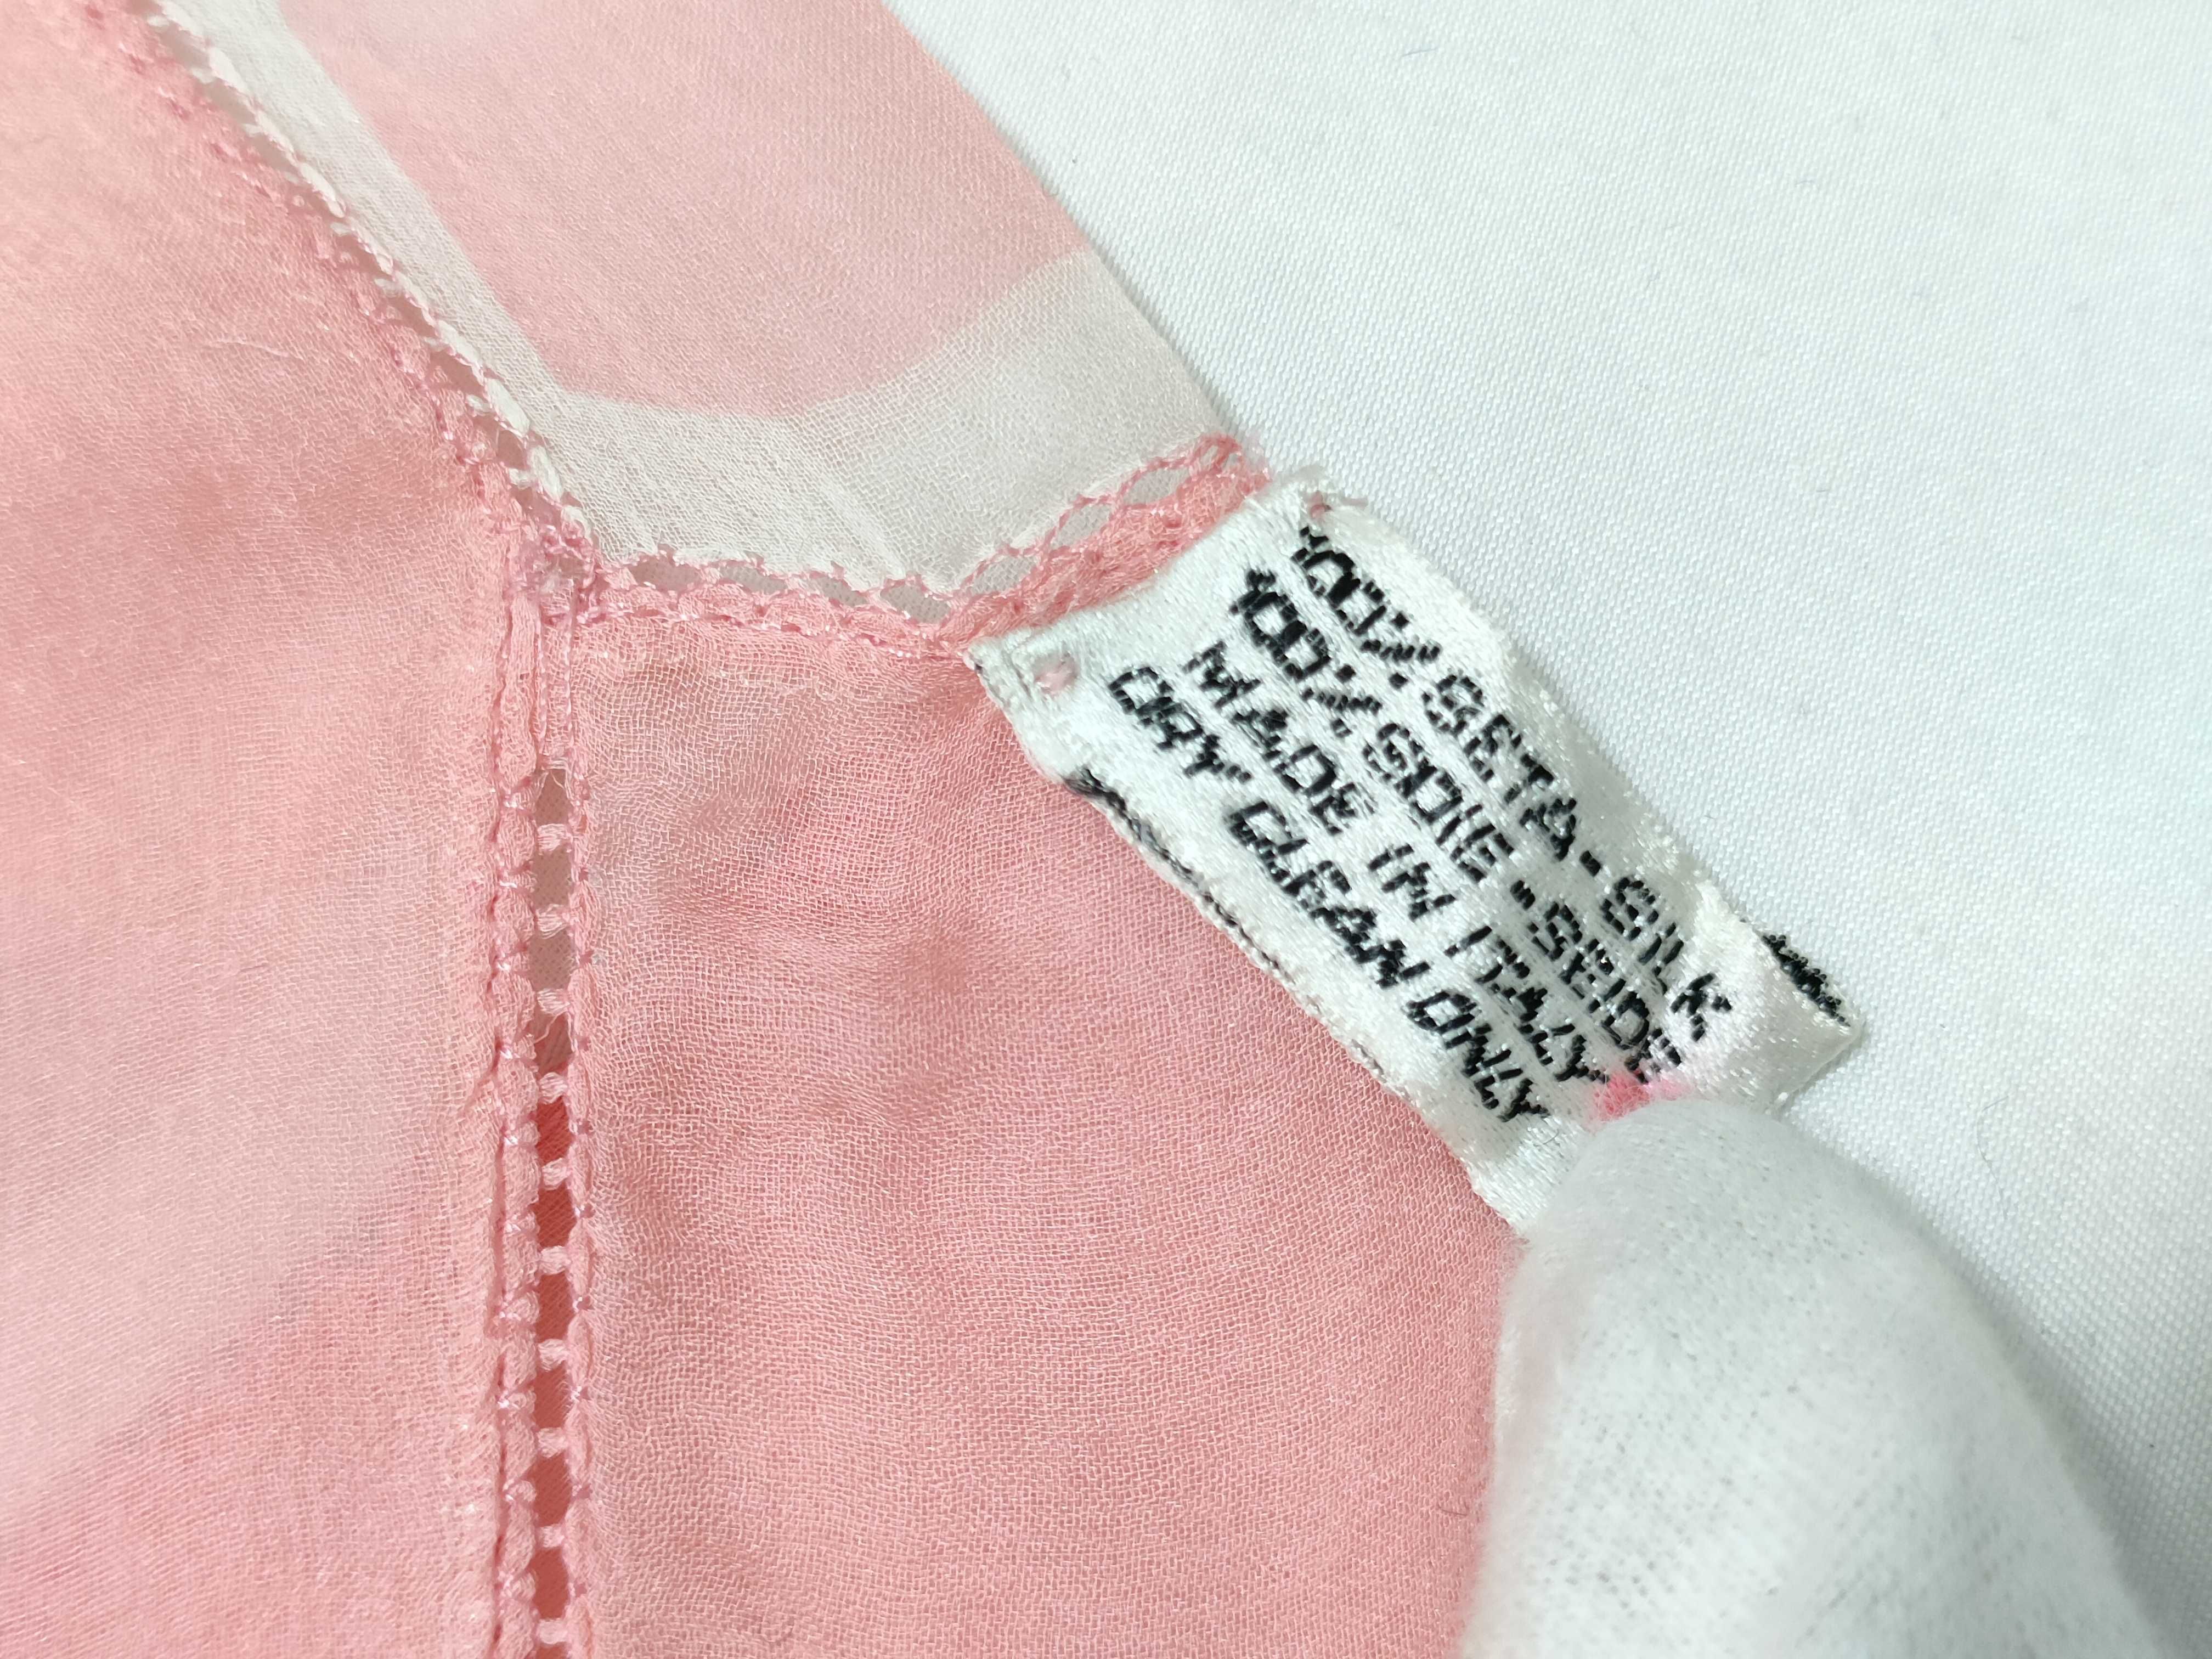 100% SETA - SILK
100% SOIE - SEIDE
MADE IN ITALY
DRY CLEAN ONLY